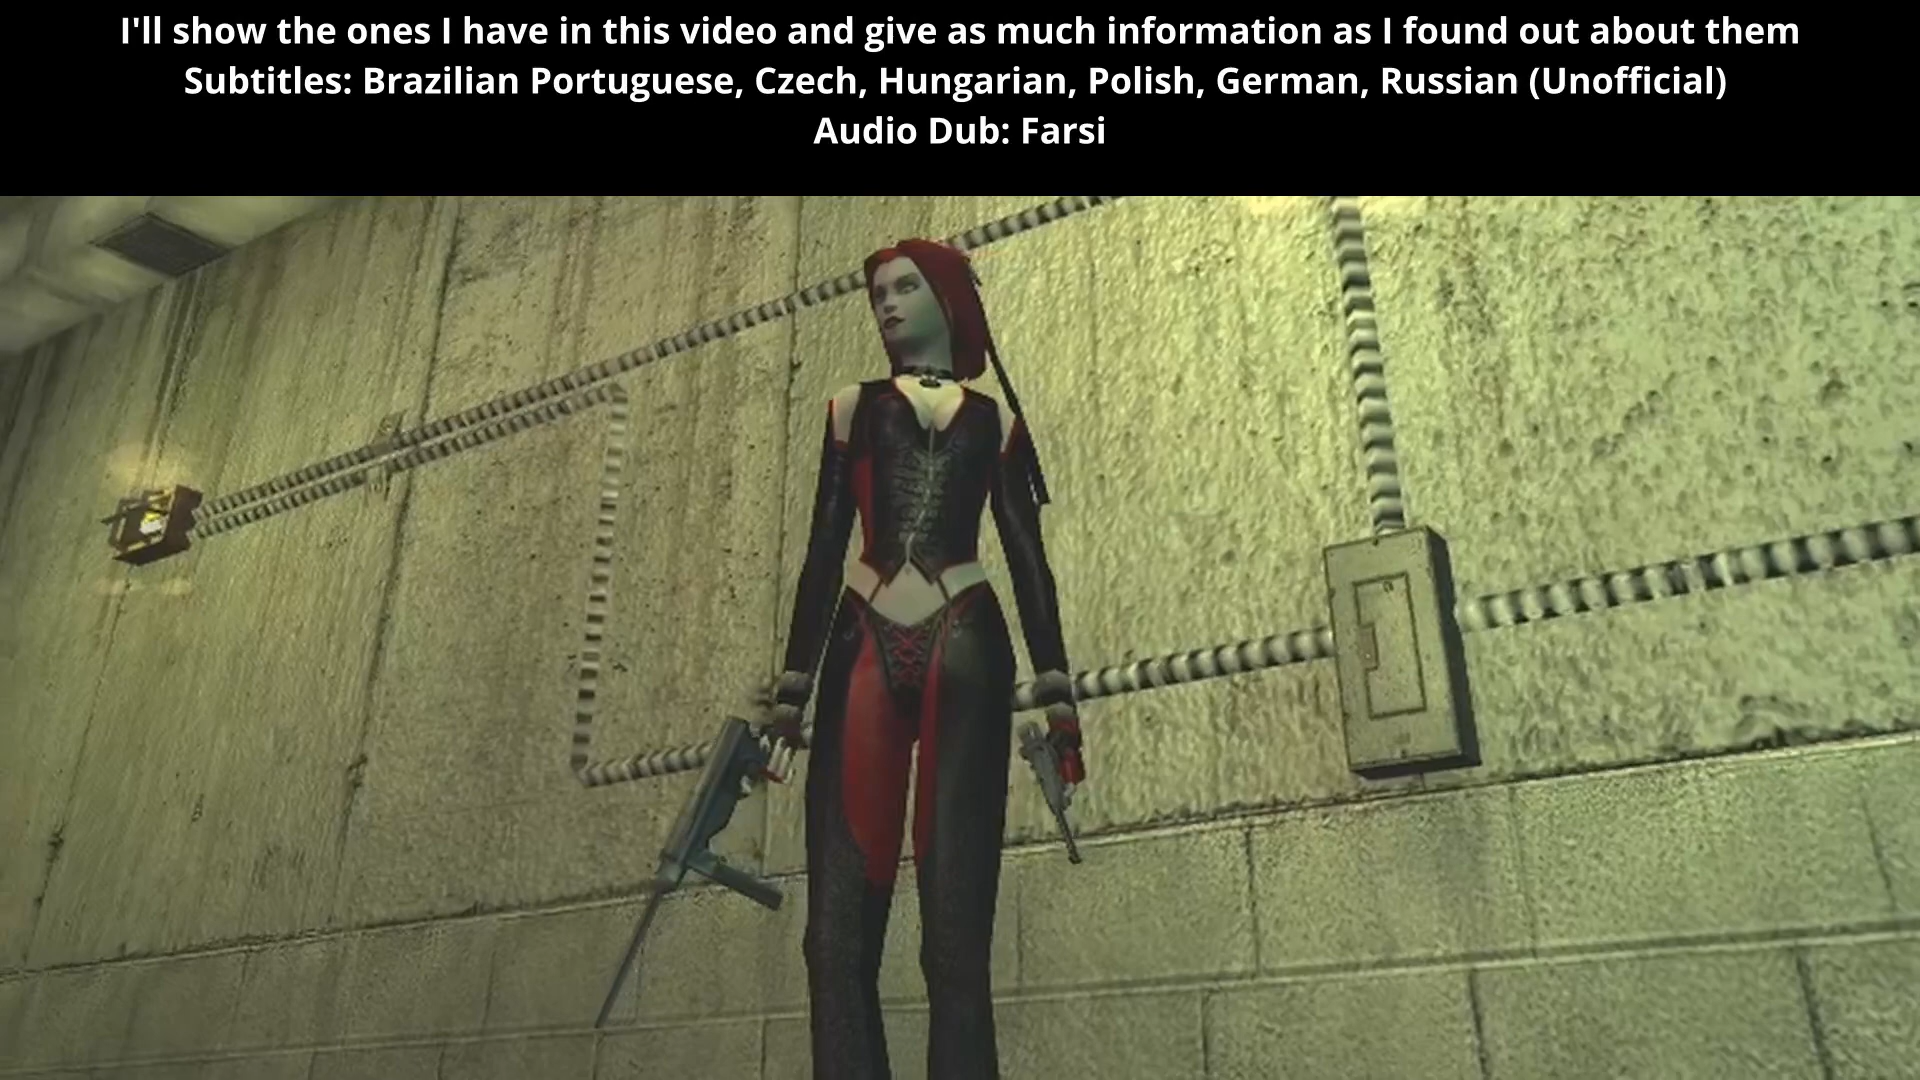 I'll show the ones I have in this video and give as much information as I found out about them
Subtitles: Brazilian Portuguese, Czech, Hungarian, Polish, German, Russian (Unofficial)
Audio Dub: Farsi